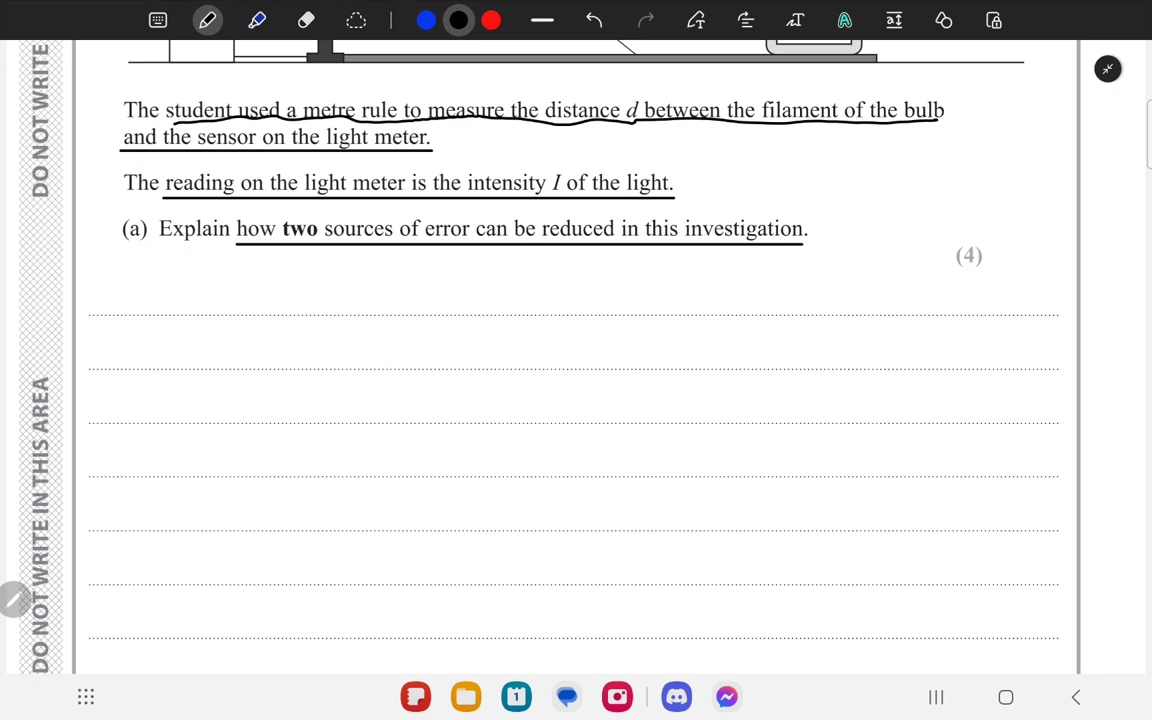 DO NOT WRITE
The student used a metre rule to measure the distance d between the filament of the bulb
and the sensor on the light meter.
The reading on the light meter is the intensity I of the light.
(a) Explain how two sources of error can be reduced in this investigation.
(4)
DO NOT WRITE IN THIS AREA